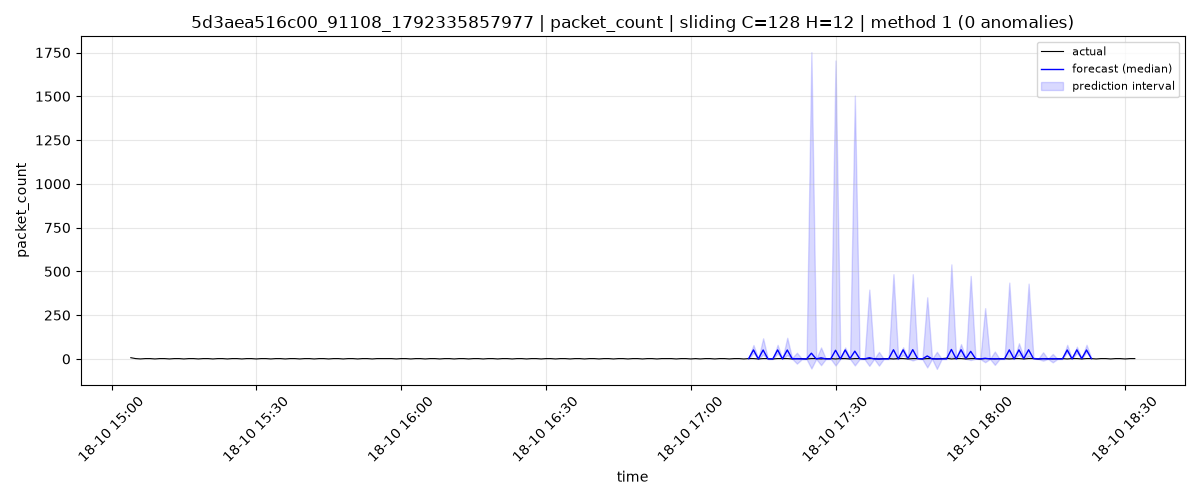 5d3aea516c00_91108_1792335857977 | packet_count | sliding C=128 H=12 | method 1 (0 anomalies)
actual
forecast (median)
prediction interval
1750
1500
1250
1000
750
500
250
0
packet_count
18-10 15:00
18-10 15:30
18-10 16:00
18-10 16:30
18-10 17:00
18-10 17:30
18-10 18:00
18-10 18:30
time